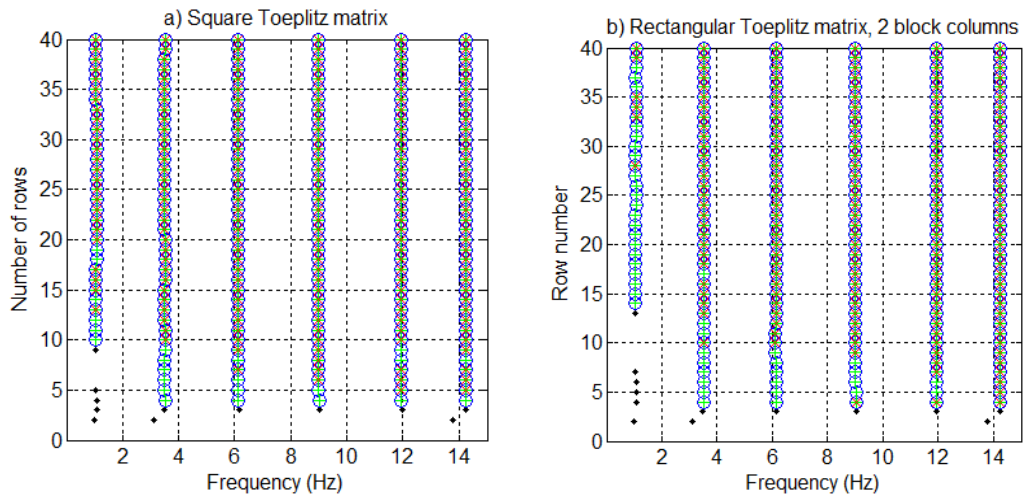 a) Square Toeplitz matrix
40
35
30
25
20
15
10
5
0
Number of rows
2 4 6 8 10 12 14
Frequency (Hz)
b) Rectangular Toeplitz matrix, 2 block columns
40
35
30
25
20
15
10
5
0
Row number
2 4 6 8 10 12 14
Frequency (Hz)